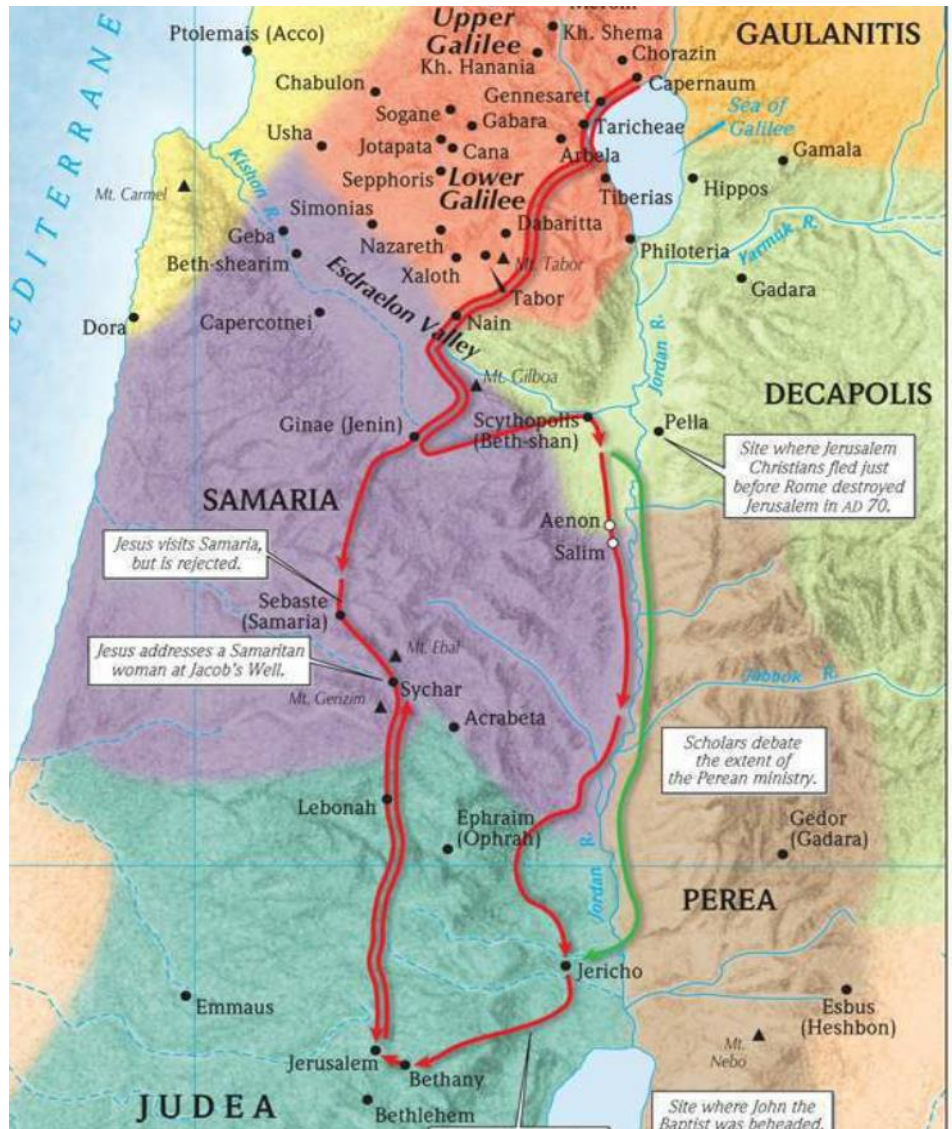 Upper
Galilee
Kh. Shema
Kh. Hanania
Chorazin
GAULANITIS
Ptolemais (Acco)
Capernaum
Chabulon
Gennesaret
Sogane
Gabara
Taricheae
Sea of
Galilee
Usha
Jotapata
Cana
Arbela
Gamala
Kishon R.
Sepphoris
Lower
Galilee
Tiberias
Hippos
Mt. Carmel
EDITERRANE
Simonias
Dabaritta
Geba
Nazareth
Philoteria
Yarmuk R.
Beth-shearim
Xaloth
Mt. Tabor
Esdraelon Valley
Tabor
Gadara
Dora
Capercotnei
Nain
Jordan R.
Mt. Gilboa
DECAPOLIS
Ginae (Jenin)
Scythopolis
(Beth-shan)
Pella
Site where Jerusalem
Christians fled just
before Rome destroyed
Jerusalem in AD 70.
SAMARIA
Aenon
Salim
Jesus visits Samaria,
but is rejected.
Sebaste
(Samaria)
Jesus addresses a Samaritan
woman at Jacob's Well.
Mt. Ebal
Sychar
Jabbok R.
Mt. Gerizim
Acrabeta
Scholars debate
the extent of
the Perean ministry.
Lebonah
Ephraim
(Ophrah)
Gedor
(Gadara)
Jordan R.
PEREA
Jericho
Emmaus
Esbus
(Heshbon)
Jerusalem
Bethany
Mt.
Nebo
JUDEA
Bethlehem
Site where John the
Baptist was beheaded.